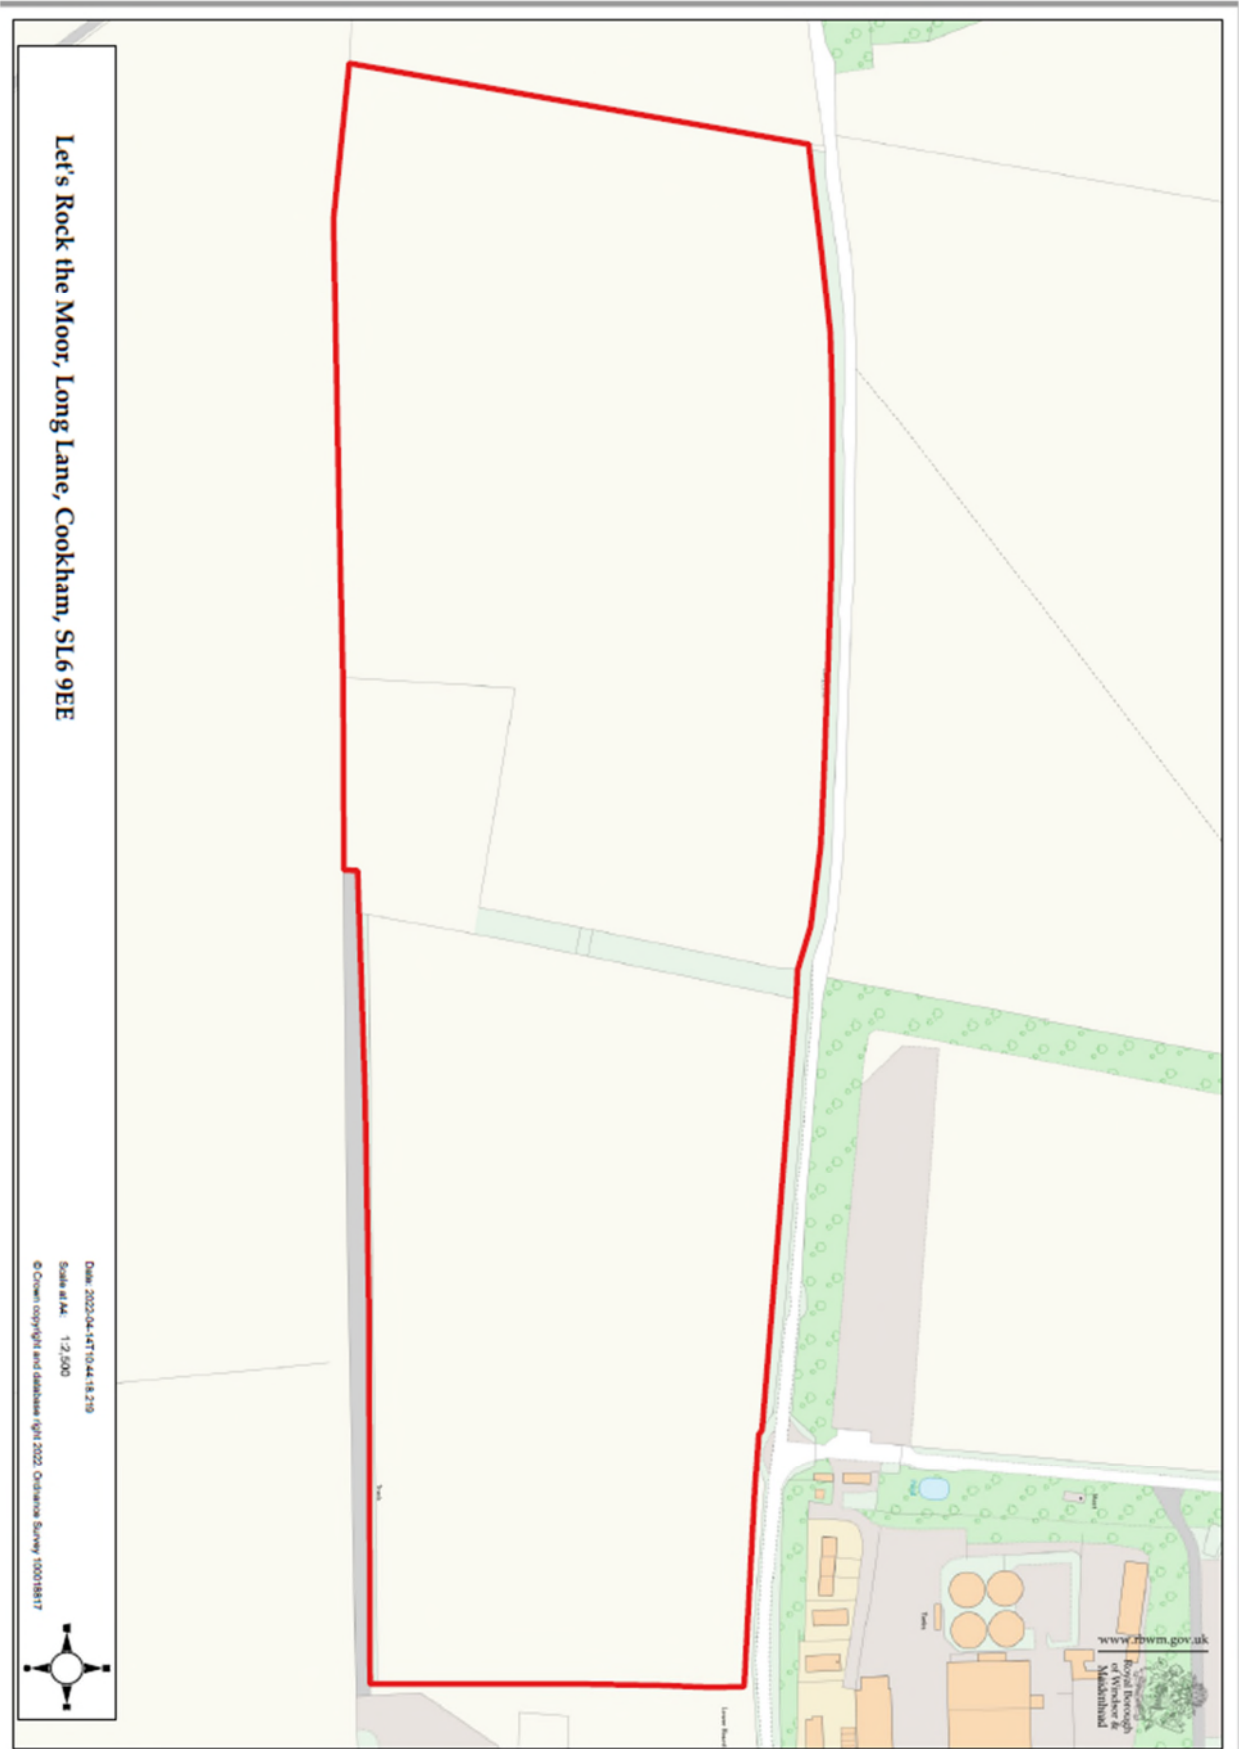 Let's Rock the Moor, Long Lane, Cookham, SL6 9EE
Date: 2022-04-14T10:44:18.219
Scale at A4: 1:2,500
© Crown copyright and database right 2022. Ordnance Survey 100018817
www.rbwm.gov.uk
Royal Borough
of Windsor &
Maidenhead
Track
Tanks